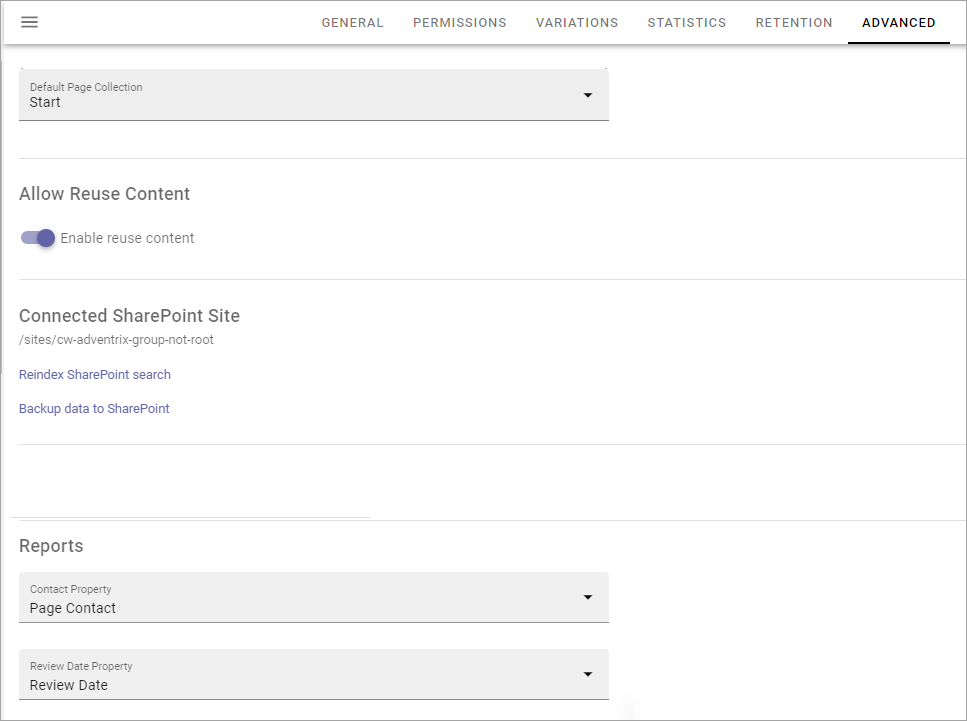 GENERAL PERMISSIONS VARIATIONS STATISTICS RETENTION ADVANCED
Default Page Collection
Start
Allow Reuse Content
Enable reuse content
Connected SharePoint Site
/sites/cw-adventrix-group-not-root
Reindex SharePoint search
Backup data to SharePoint
Reports
Contact Property
Page Contact
Review Date Property
Review Date